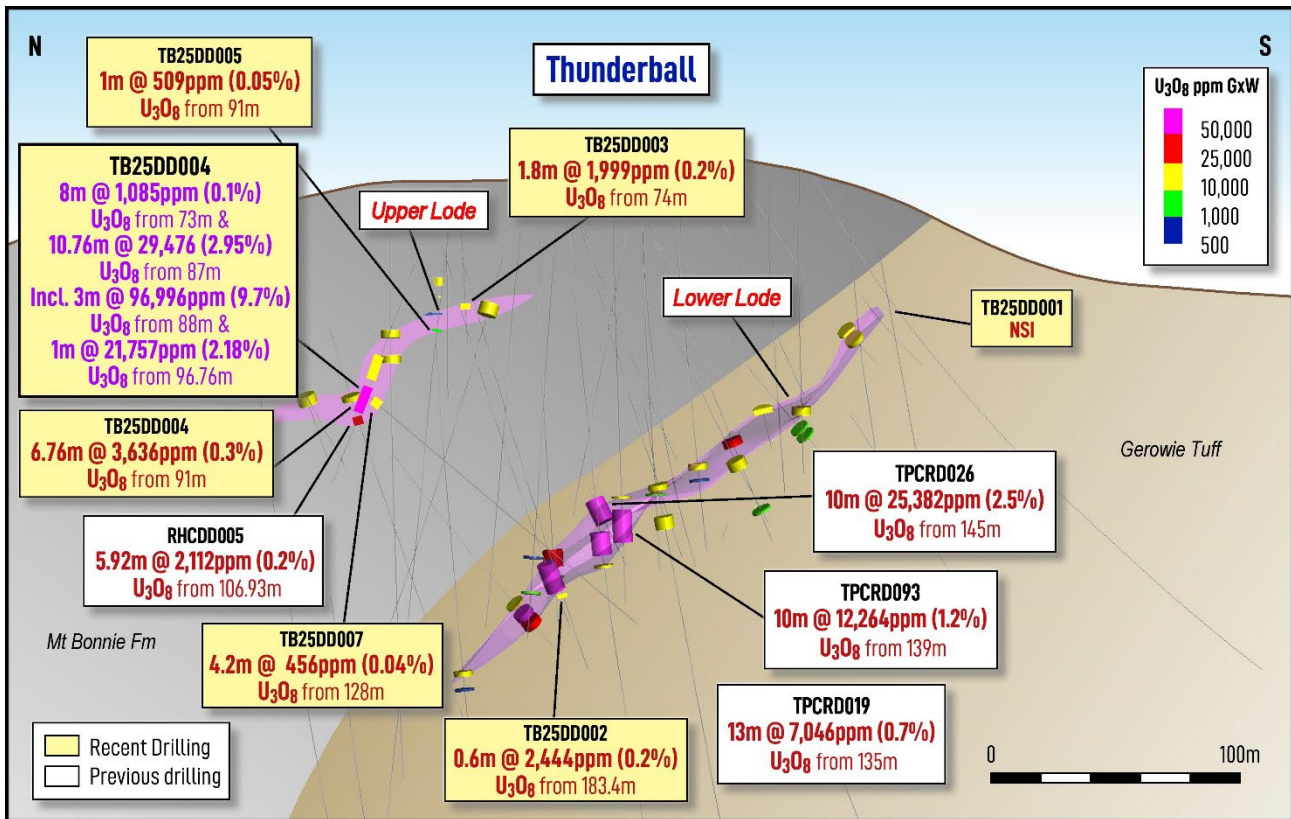 N
Thunderball
S
U3O8 ppm GxW
50,000
25,000
10,000
1,000
500
TB25DD005
1m @ 509ppm (0.05%)
U3O8 from 91m
TB25DD004
8m @ 1,085ppm (0.1%)
U3O8 from 73m &
10.76m @ 29,476 (2.95%)
U3O8 from 87m
Incl. 3m @ 96,996ppm (9.7%)
U3O8 from 88m &
1m @ 21,757ppm (2.18%)
U3O8 from 96.76m
Upper Lode
TB25DD003
1.8m @ 1,999ppm (0.2%)
U3O8 from 74m
Lower Lode
TB25DD001
NSI
TB25DD004
6.76m @ 3,636ppm (0.3%)
U3O8 from 91m
Gerowie Tuff
RHCDD005
5.92m @ 2,112ppm (0.2%)
U3O8 from 106.93m
TPCRD026
10m @ 25,382ppm (2.5%)
U3O8 from 145m
TPCRD093
10m @ 12,264ppm (1.2%)
U3O8 from 139m
Mt Bonnie Fm
TB25DD007
4.2m @ 456ppm (0.04%)
U3O8 from 128m
TPCRD019
13m @ 7,046ppm (0.7%)
U3O8 from 135m
TB25DD002
0.6m @ 2,444ppm (0.2%)
U3O8 from 183.4m
Recent Drilling
Previous drilling
0 100m